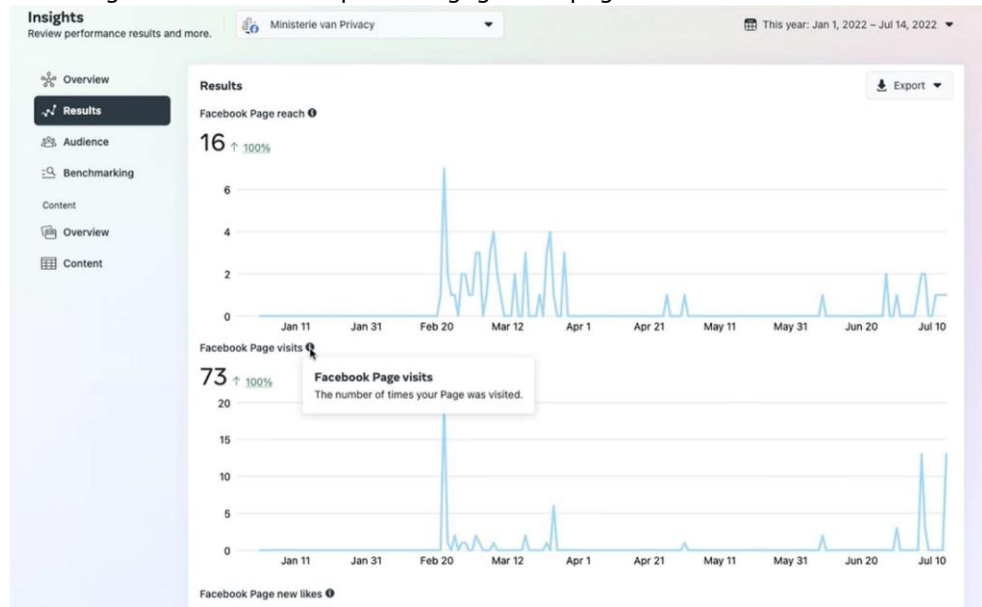 Insights
Review performance results and more.
Ministerie van Privacy
This year: Jan 1, 2022 – Jul 14, 2022
Overview
Results
Audience
Benchmarking
Content
Overview
Content
Results
Export
Facebook Page reach
16 ↑ 100%
6
4
2
0
Jan 11 Jan 31 Feb 20 Mar 12 Apr 1 Apr 21 May 11 May 31 Jun 20 Jul 10
Facebook Page visits
73 ↑ 100%
Facebook Page visits
The number of times your Page was visited.
20
15
10
5
0
Jan 11 Jan 31 Feb 20 Mar 12 Apr 1 Apr 21 May 11 May 31 Jun 20 Jul 10
Facebook Page new likes